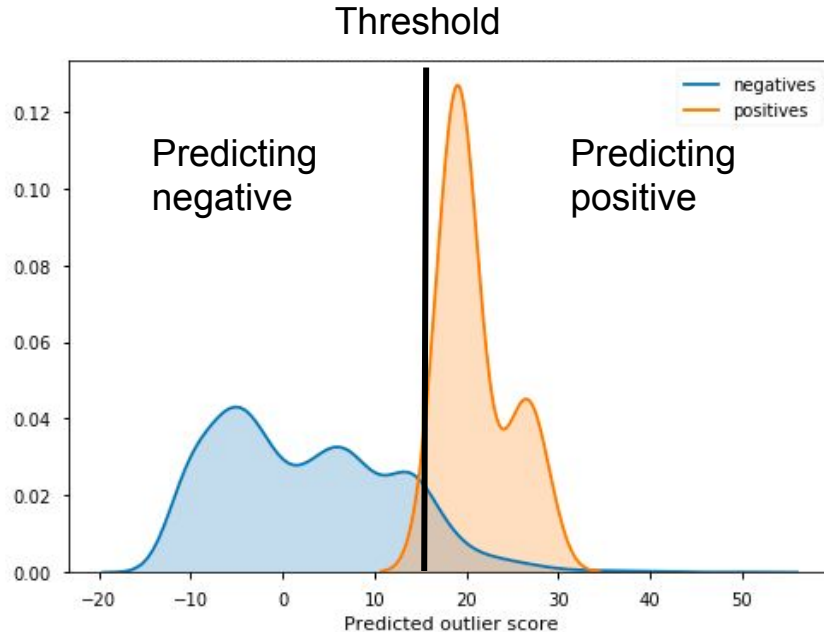 Threshold
negatives
positives
Predicting
negative
Predicting
positive
0.12
0.10
0.08
0.06
0.04
0.02
0.00
−20
−10
0
10
20
30
40
50
Predicted outlier score